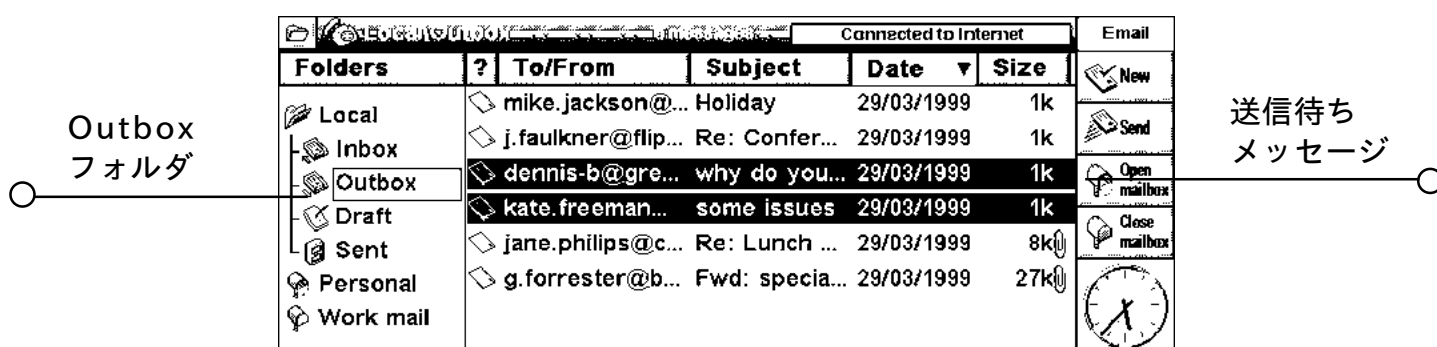 Connected to Internet
Email
Folders ? To/From Subject Date ▼ Size
New
Local
mike.jackson@... Holiday 29/03/1999 1k
Send
Inbox
j.faulkner@flip... Re: Confer... 29/03/1999 1k
Outbox
フォルダ
送信待ち
メッセージ
Outbox
dennis-b@gre... why do you... 29/03/1999 1k
Open
mailbox
Draft
kate.freeman... some issues 29/03/1999 1k
Close
mailbox
Sent
jane.philips@c... Re: Lunch ... 29/03/1999 8k
Personal
g.forrester@b... Fwd: specia... 29/03/1999 27k
Work mail